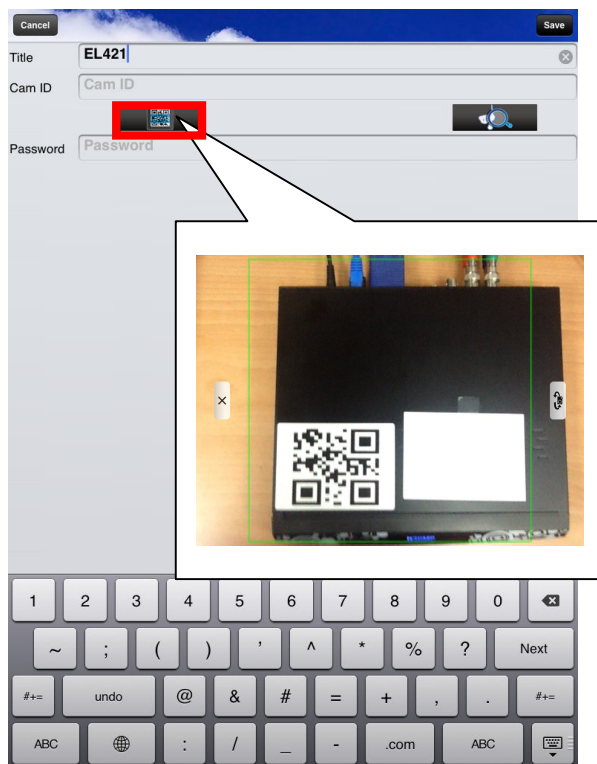 Cancel
Save
Title
EL421
Cam ID
Cam ID
Password
Password
1 2 3 4 5 6 7 8 9 0
~ ; ( ) ' ^ * % ? Next
#+= undo @ & # = + , . #+=
ABC : / _ - .com ABC